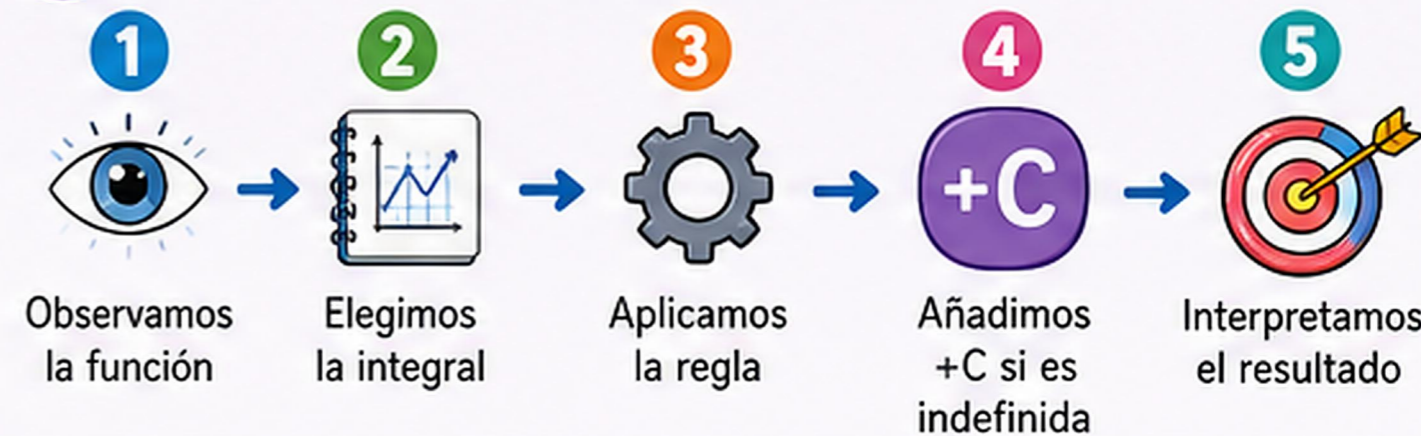 1
2
3
4
5
+C
Observamos
la función
Elegimos
la integral
Aplicamos
la regla
Añadimos
+C si es
indefinida
Interpretamos
el resultado